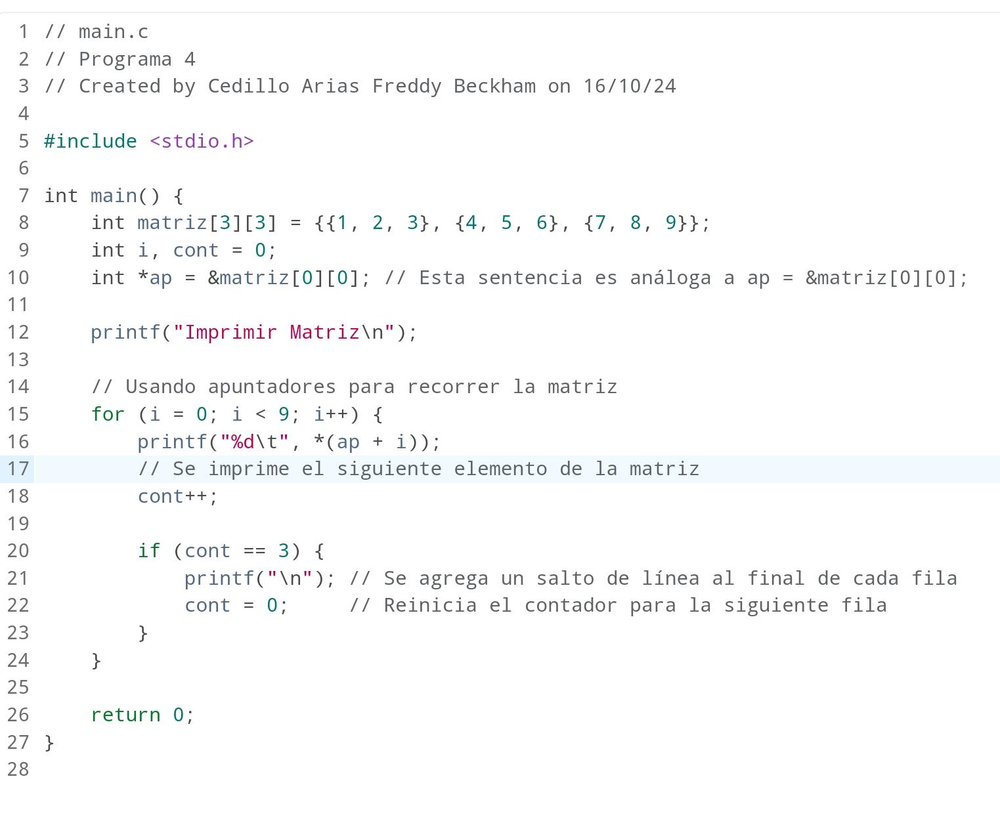 1 // main.c
2 // Programa 4
3 // Created by Cedillo Arias Freddy Beckham on 16/10/24
4
5 #include <stdio.h>
6
7 int main() {
8     int matriz[3][3] = {{1, 2, 3}, {4, 5, 6}, {7, 8, 9}};
9     int i, cont = 0;
10     int *ap = &matriz[0][0]; // Esta sentencia es análoga a ap = &matriz[0][0];
11
12     printf("Imprimir Matriz\n");
13
14     // Usando apuntadores para recorrer la matriz
15     for (i = 0; i < 9; i++) {
16         printf("%d\t", *(ap + i));
17         // Se imprime el siguiente elemento de la matriz
18         cont++;
19
20         if (cont == 3) {
21             printf("\n"); // Se agrega un salto de línea al final de cada fila
22             cont = 0;     // Reinicia el contador para la siguiente fila
23         }
24     }
25
26     return 0;
27 }
28